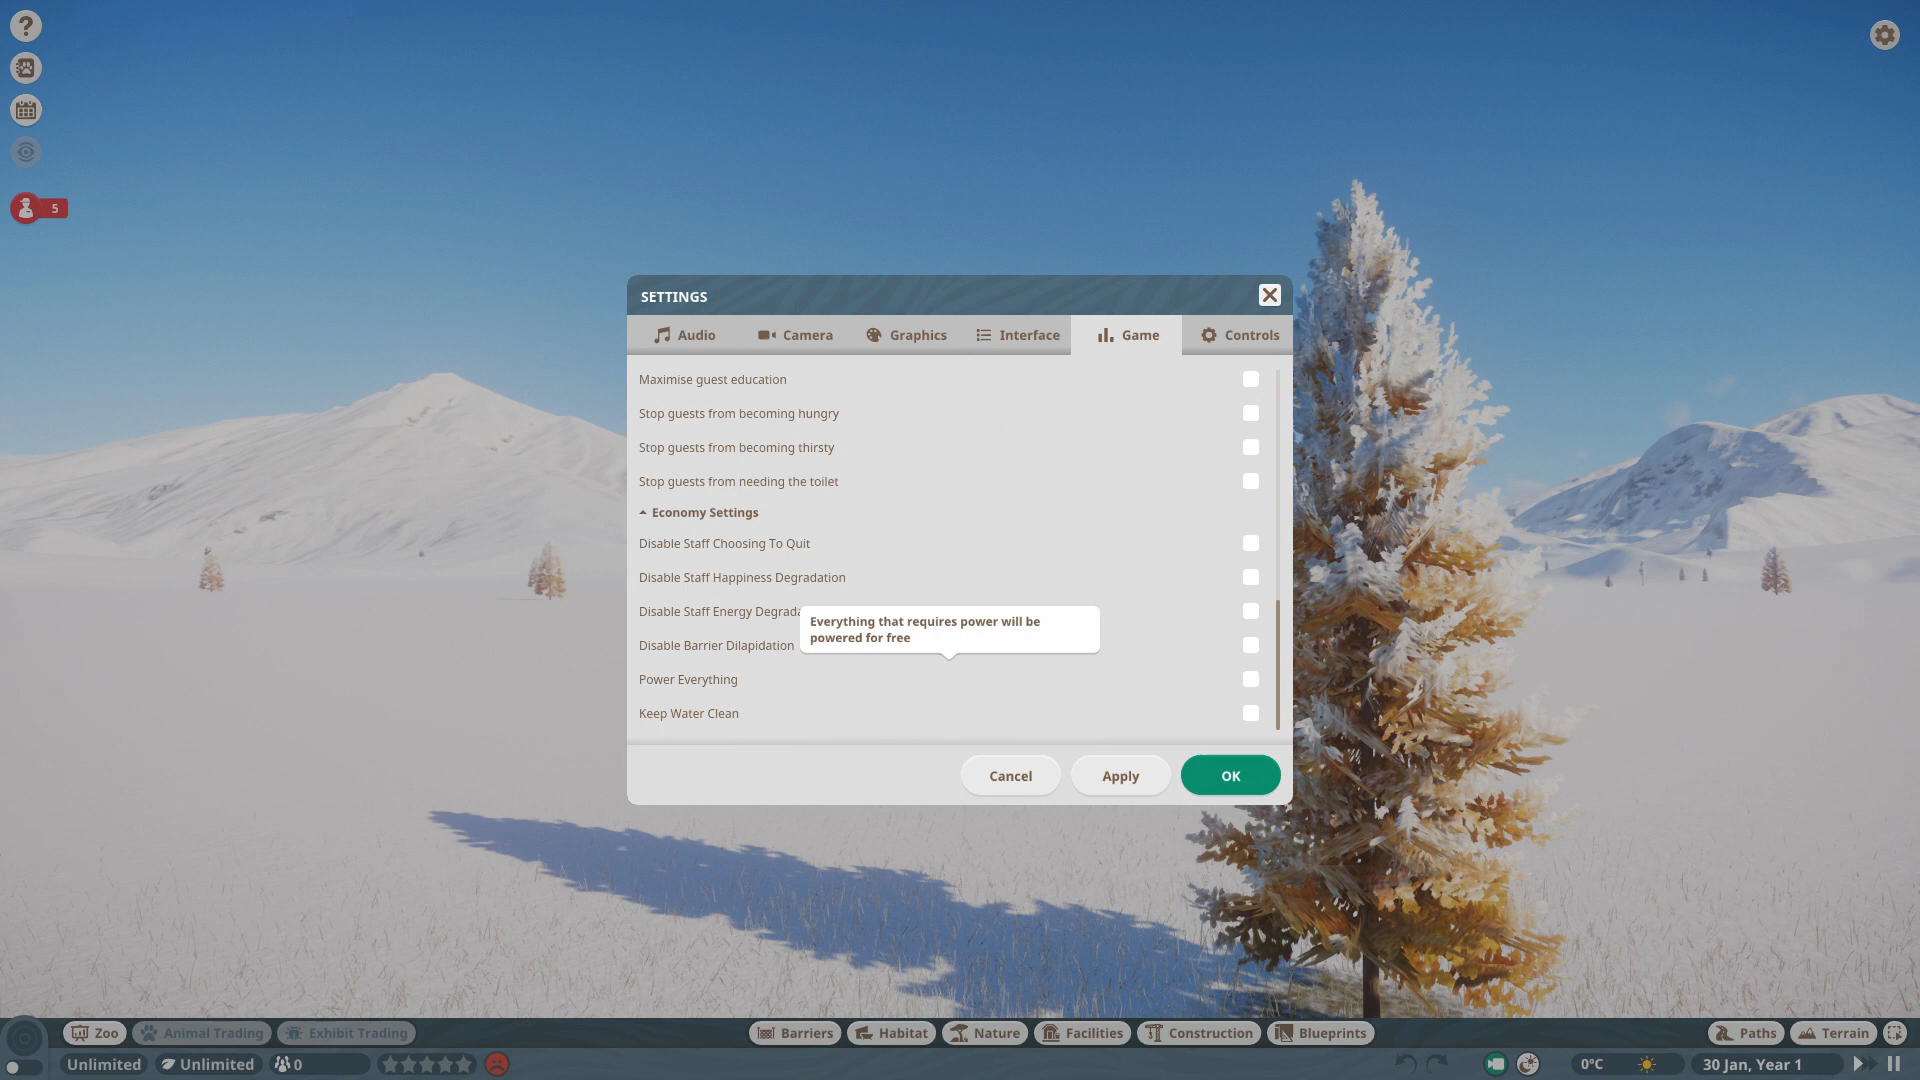 5
SETTINGS
Audio
Camera
Graphics
Interface
Game
Controls
Maximise guest education
Stop guests from becoming hungry
Stop guests from becoming thirsty
Stop guests from needing the toilet
Economy Settings
Disable Staff Choosing To Quit
Disable Staff Happiness Degradation
Disable Staff Energy Degrada
Everything that requires power will be
powered for free
Disable Barrier Dilapidation
Power Everything
Keep Water Clean
Cancel
Apply
OK
Zoo
Animal Trading
Exhibit Trading
Barriers
Habitat
Nature
Facilities
Construction
Blueprints
Paths
Terrain
Unlimited
Unlimited
0
0°C
30 Jan, Year 1